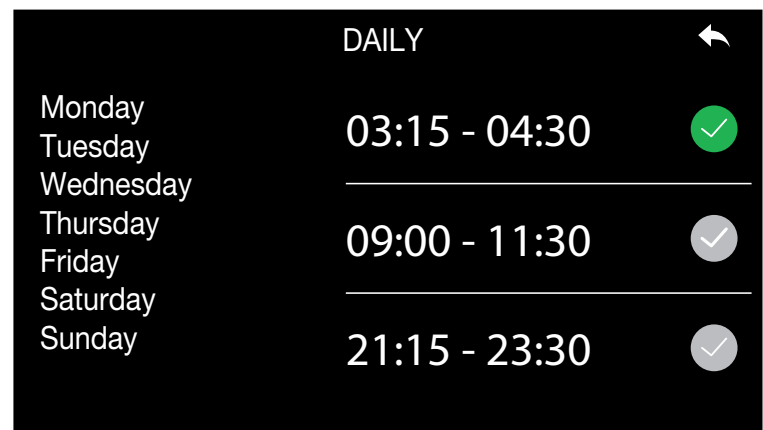 DAILY
Monday
Tuesday
Wednesday
Thursday
Friday
Saturday
Sunday
03:15 - 04:30
09:00 - 11:30
21:15 - 23:30